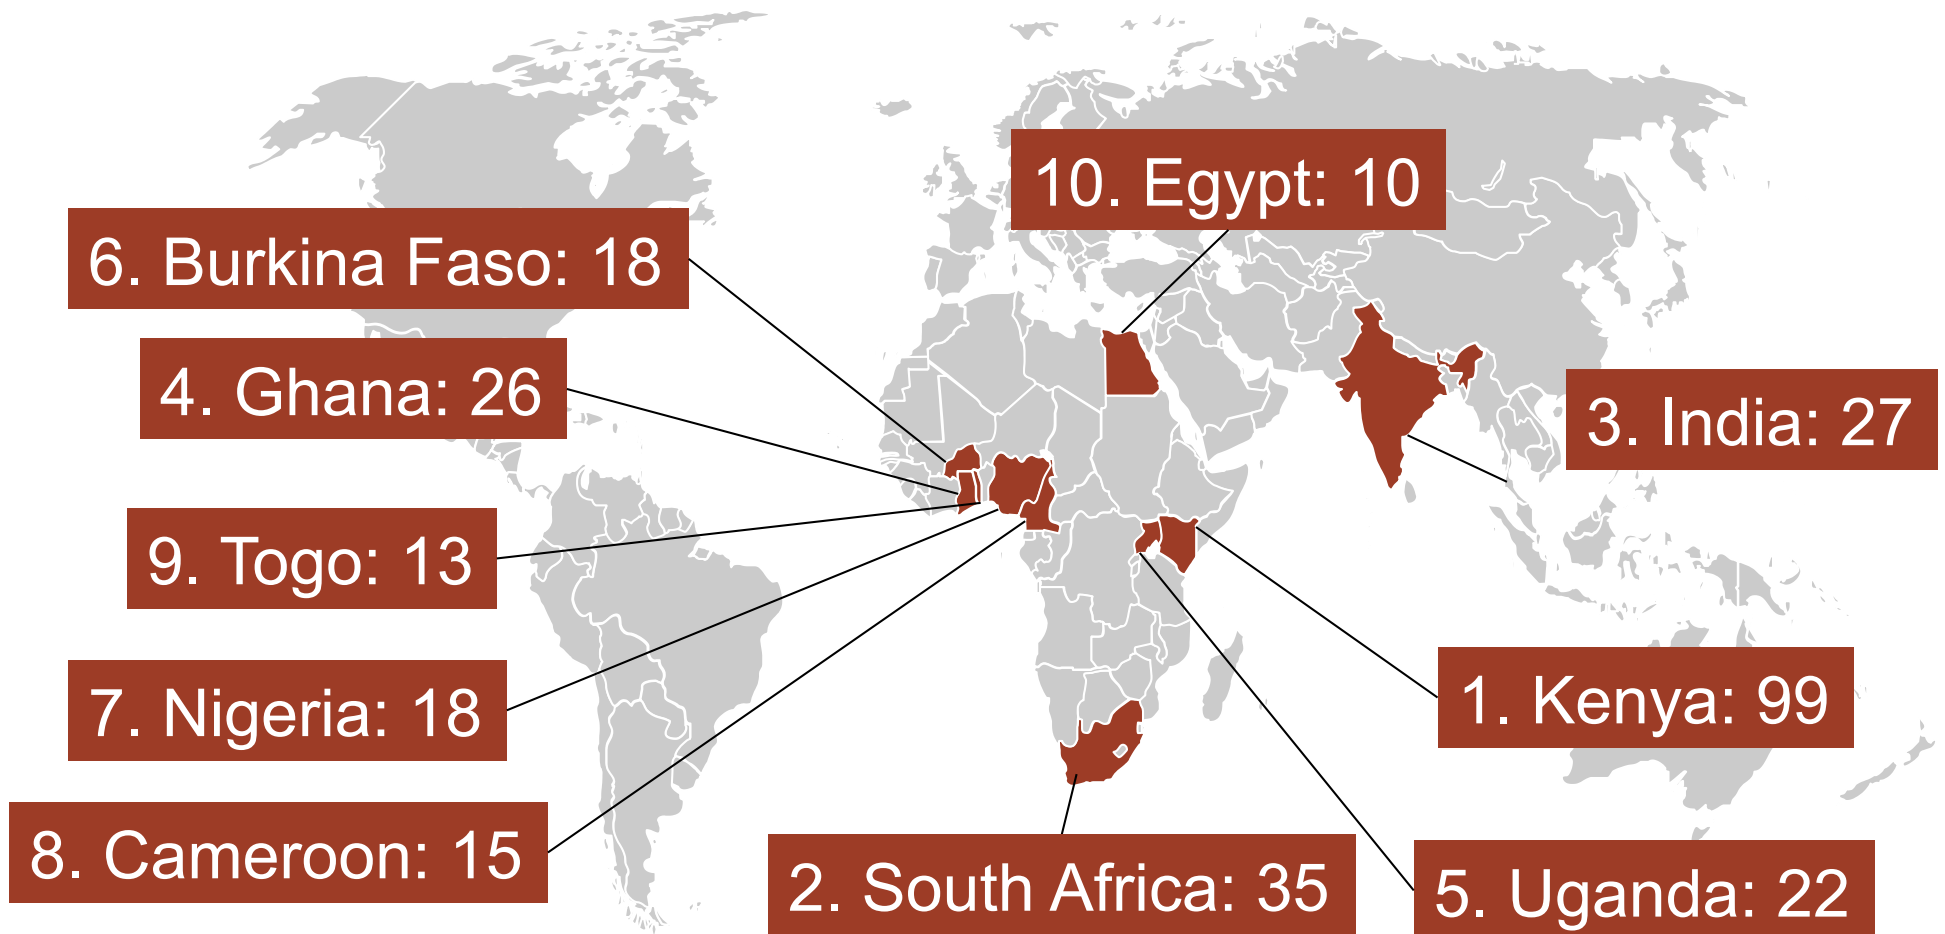 10. Egypt: 10
6. Burkina Faso: 18
4. Ghana: 26
3. India: 27
9. Togo: 13
7. Nigeria: 18
1. Kenya: 99
8. Cameroon: 15
2. South Africa: 35
5. Uganda: 22